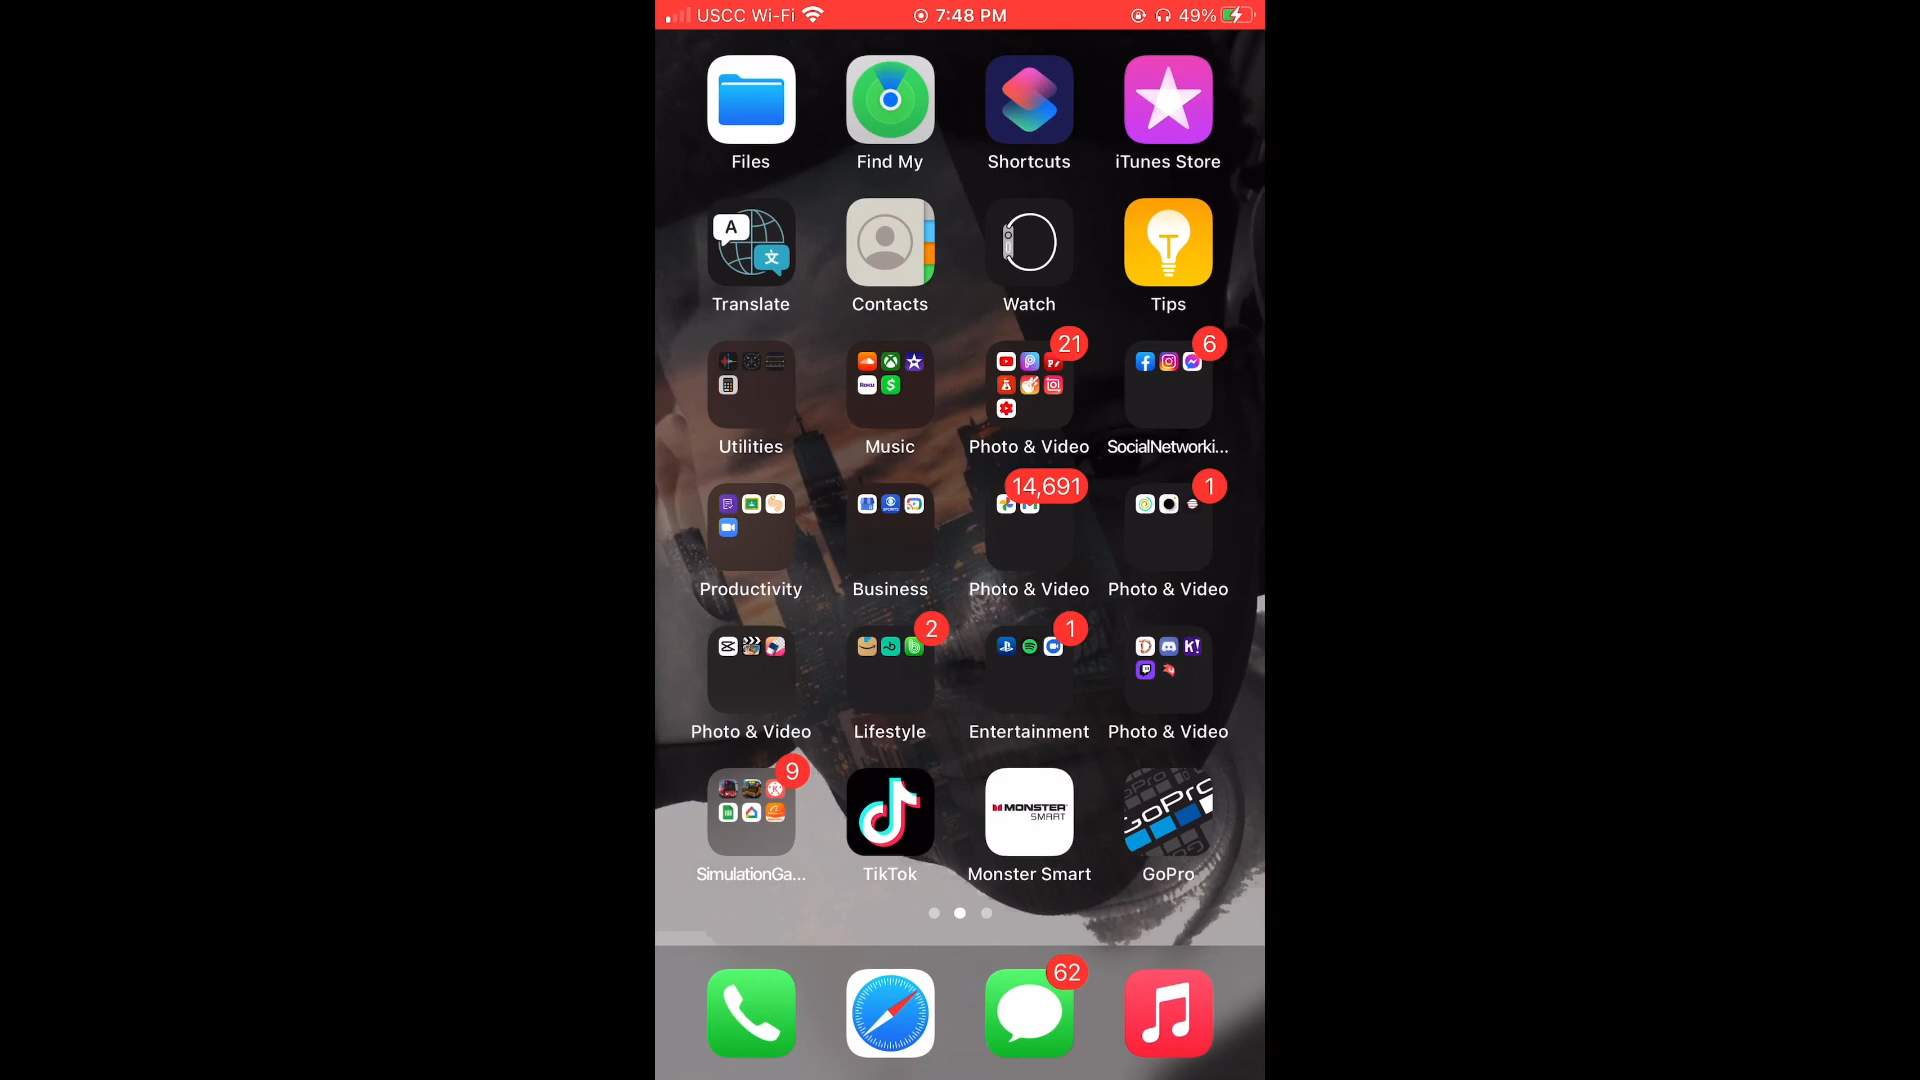 USCC Wi-Fi 7:48 PM 49%
Files Find My Shortcuts iTunes Store
A 文
Translate Contacts Watch Tips
21 6
Roku $
Utilities Music Photo & Video SocialNetworki...
14,691 1
SPORTS
Productivity Business Photo & Video Photo & Video
2 1
K!
Photo & Video Lifestyle Entertainment Photo & Video
9
MONSTER
SMART
GoPro
SimulationGa... TikTok Monster Smart GoPro
62